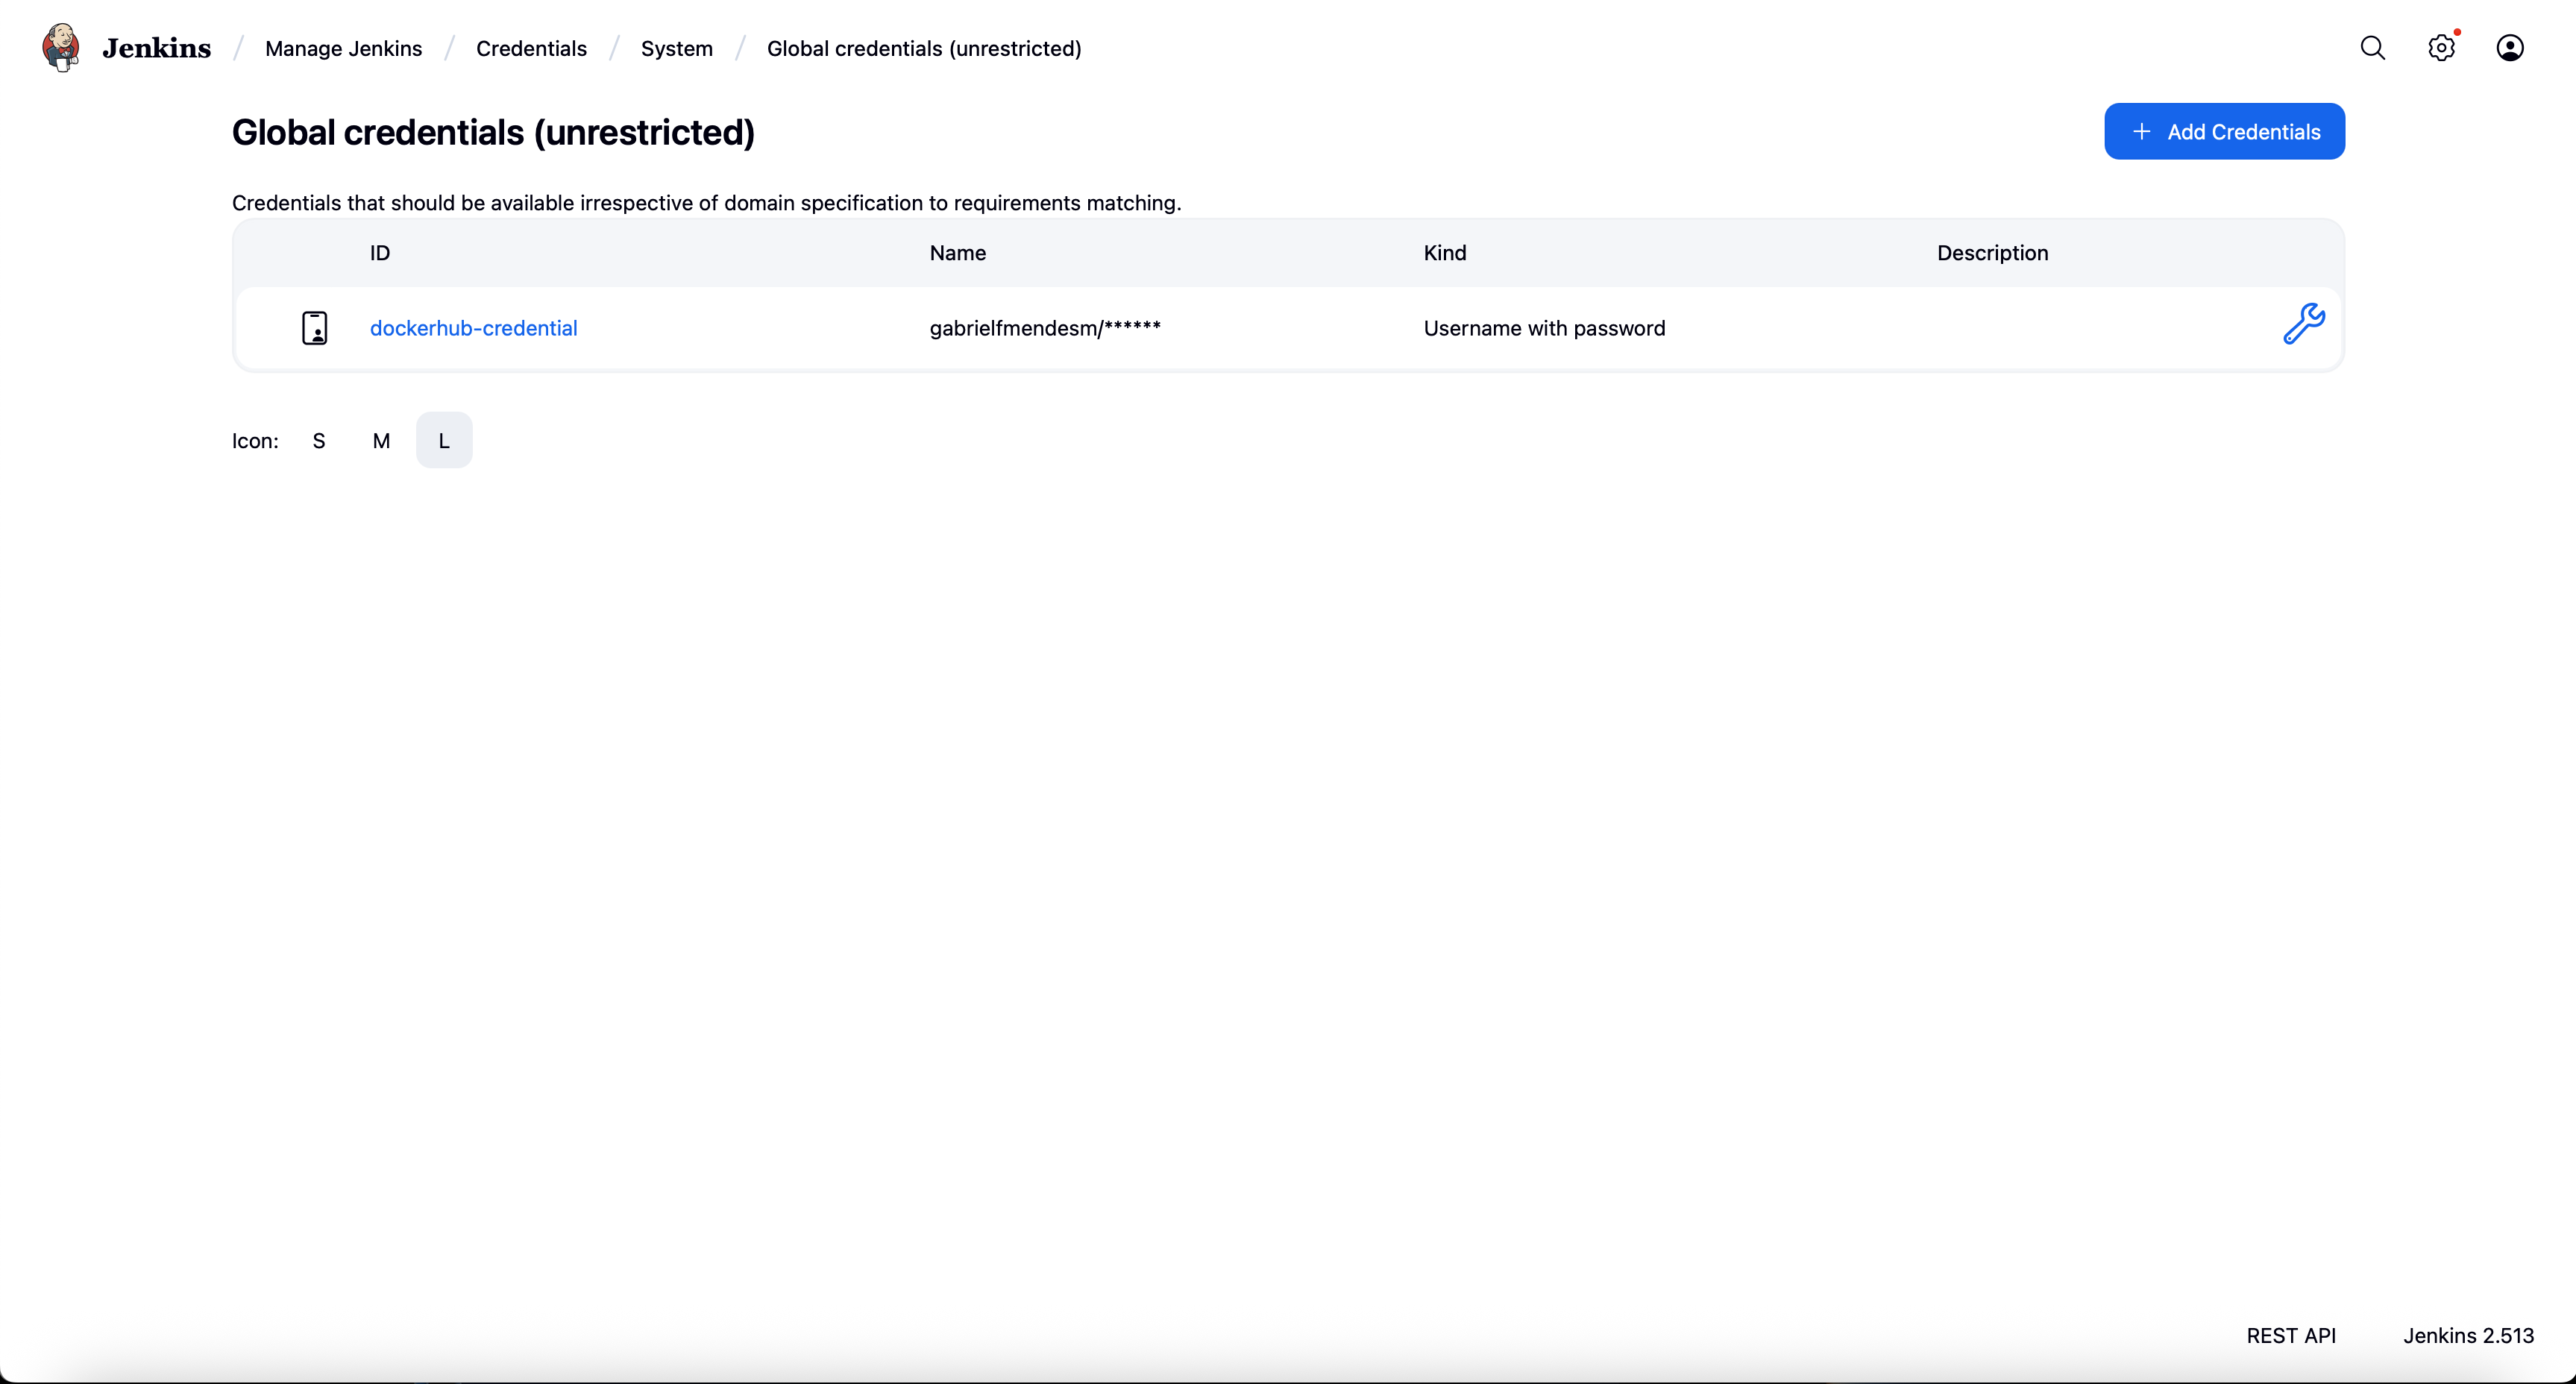 Jenkins / Manage Jenkins / Credentials / System / Global credentials (unrestricted)
Global credentials (unrestricted)
+ Add Credentials
Credentials that should be available irrespective of domain specification to requirements matching.
ID Name Kind Description
dockerhub-credential gabrielfmendesm/****** Username with password
Icon: S M L
REST API Jenkins 2.513